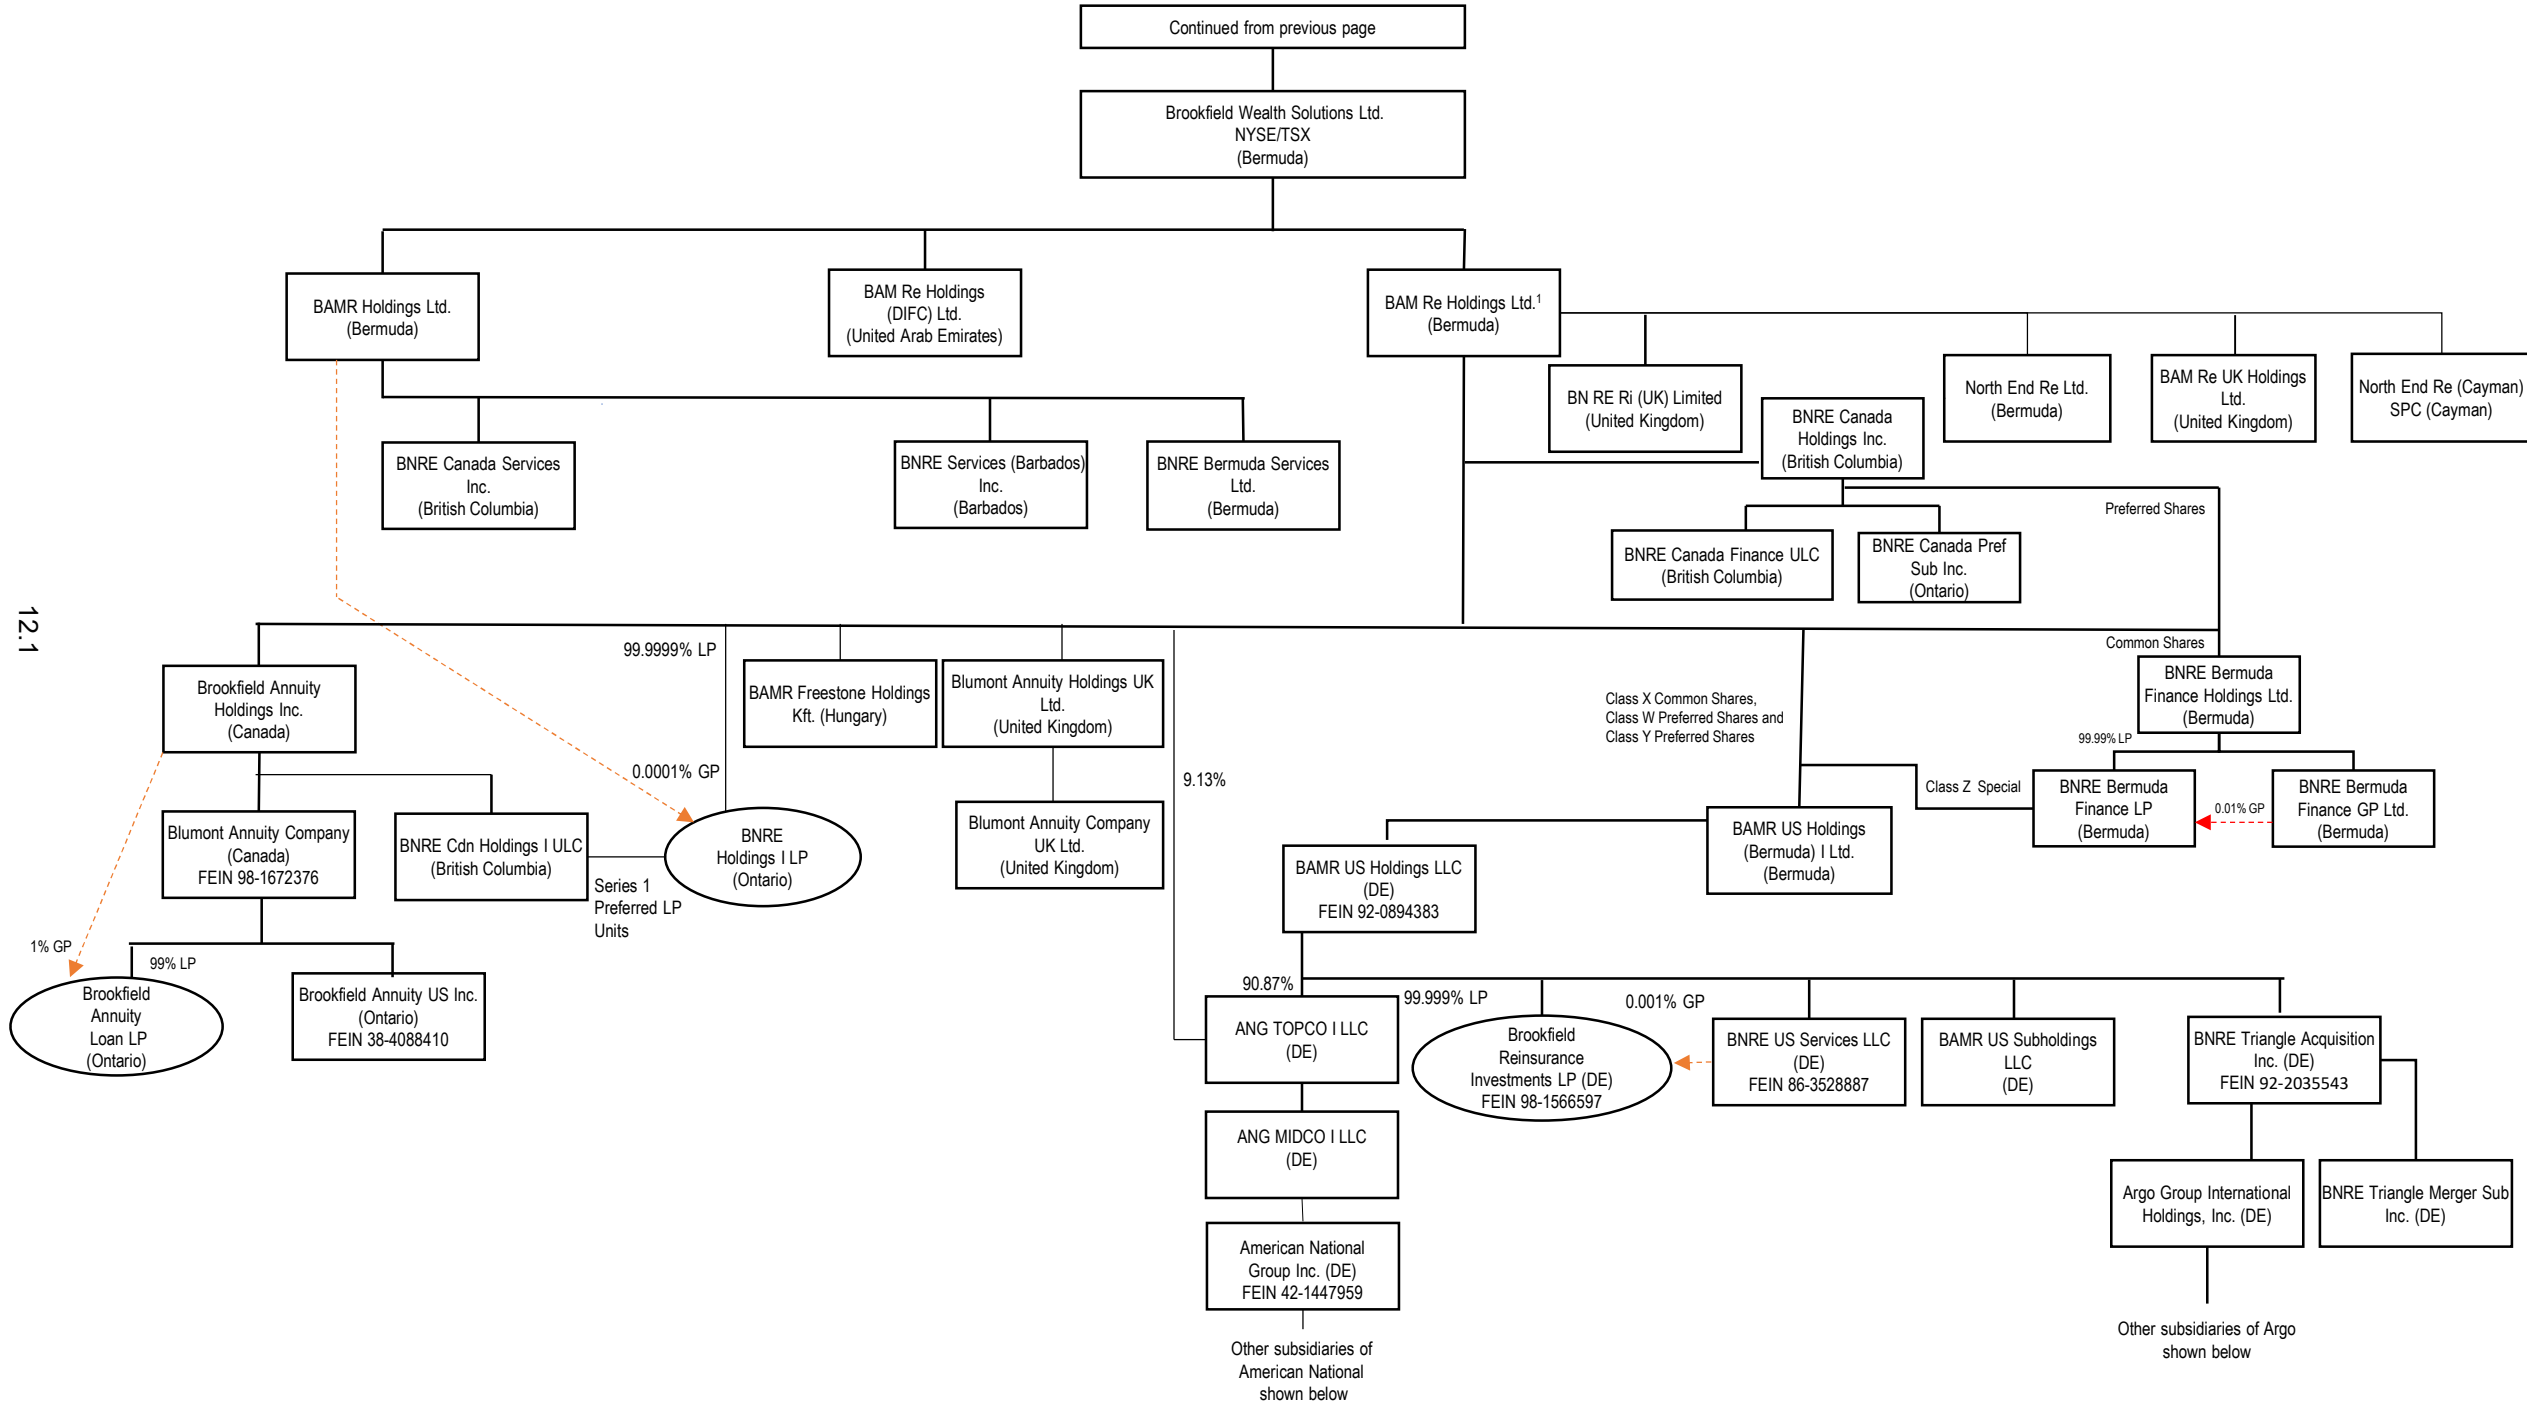 Continued from previous page
Brookfield Wealth Solutions Ltd.
NYSE/TSX
(Bermuda)
BAMR Holdings Ltd.
(Bermuda)
BAM Re Holdings
(DIFC) Ltd.
(United Arab Emirates)
BAM Re Holdings Ltd.1
(Bermuda)
BN RE Ri (UK) Limited
(United Kingdom)
North End Re Ltd.
(Bermuda)
BAM Re UK Holdings
Ltd.
(United Kingdom)
North End Re (Cayman)
SPC (Cayman)
BNRE Canada
Holdings Inc.
(British Columbia)
BNRE Canada Services
Inc.
(British Columbia)
BNRE Services (Barbados)
Inc.
(Barbados)
BNRE Bermuda Services
Ltd.
(Bermuda)
Preferred Shares
BNRE Canada Finance ULC
(British Columbia)
BNRE Canada Pref
Sub Inc.
(Ontario)
12.1
99.9999% LP
Common Shares
Brookfield Annuity
Holdings Inc.
(Canada)
BAMR Freestone Holdings
Kft. (Hungary)
Blumont Annuity Holdings UK
Ltd.
(United Kingdom)
Class X Common Shares,
Class W Preferred Shares and
Class Y Preferred Shares
BNRE Bermuda
Finance Holdings Ltd.
(Bermuda)
99.99% LP
0.0001% GP
9.13%
Class Z Special
BNRE Bermuda
Finance LP
(Bermuda)
0.01% GP
BNRE Bermuda
Finance GP Ltd.
(Bermuda)
Blumont Annuity Company
(Canada)
FEIN 98-1672376
BNRE Cdn Holdings I ULC
(British Columbia)
Series 1
Preferred LP
Units
BNRE
Holdings I LP
(Ontario)
Blumont Annuity Company
UK Ltd.
(United Kingdom)
BAMR US Holdings LLC
(DE)
FEIN 92-0894383
BAMR US Holdings
(Bermuda) I Ltd.
(Bermuda)
1% GP
99% LP
Brookfield
Annuity
Loan LP
(Ontario)
Brookfield Annuity US Inc.
(Ontario)
FEIN 38-4088410
90.87%
99.999% LP
0.001% GP
ANG TOPCO I LLC
(DE)
Brookfield
Reinsurance
Investments LP (DE)
FEIN 98-1566597
BNRE US Services LLC
(DE)
FEIN 86-3528887
BAMR US Subholdings
LLC
(DE)
BNRE Triangle Acquisition
Inc. (DE)
FEIN 92-2035543
ANG MIDCO I LLC
(DE)
Argo Group International
Holdings, Inc. (DE)
BNRE Triangle Merger Sub
Inc. (DE)
American National
Group Inc. (DE)
FEIN 42-1447959
Other subsidiaries of
American National
shown below
Other subsidiaries of Argo
shown below